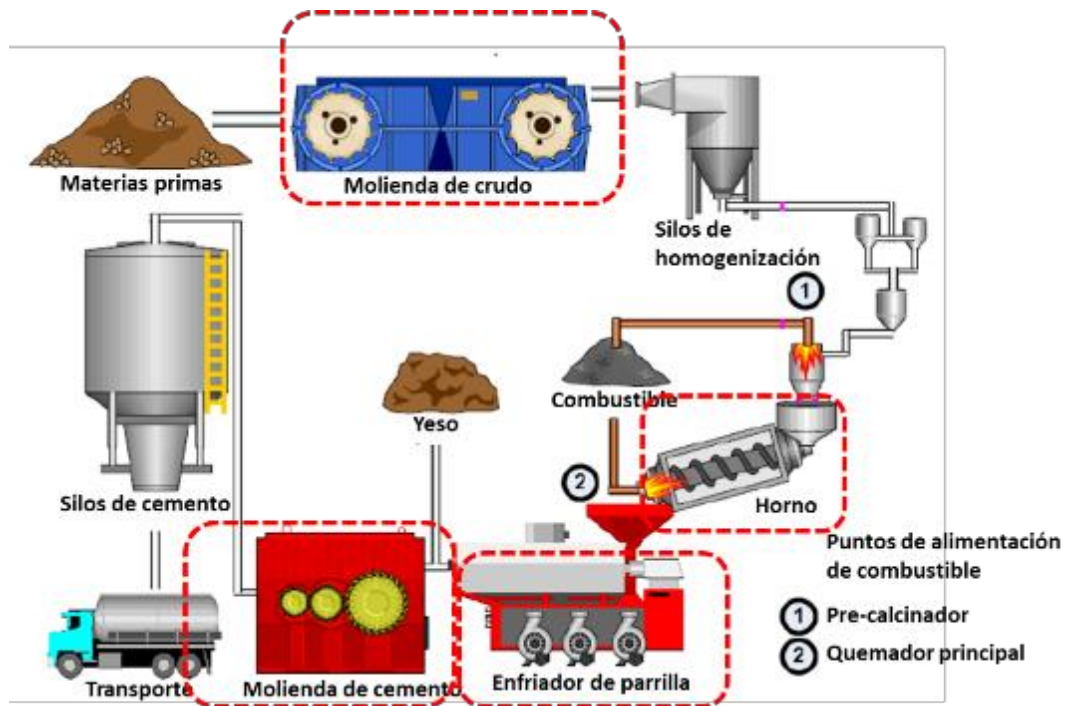 Materias primas
Molienda de crudo
Silos de
homogenización
1
Combustible
Yeso
Silos de cemento
2
Horno
Puntos de alimentación
de combustible
1 Pre-calcinador
2 Quemador principal
Transporte
Molienda de cemento
Enfriador de parrilla